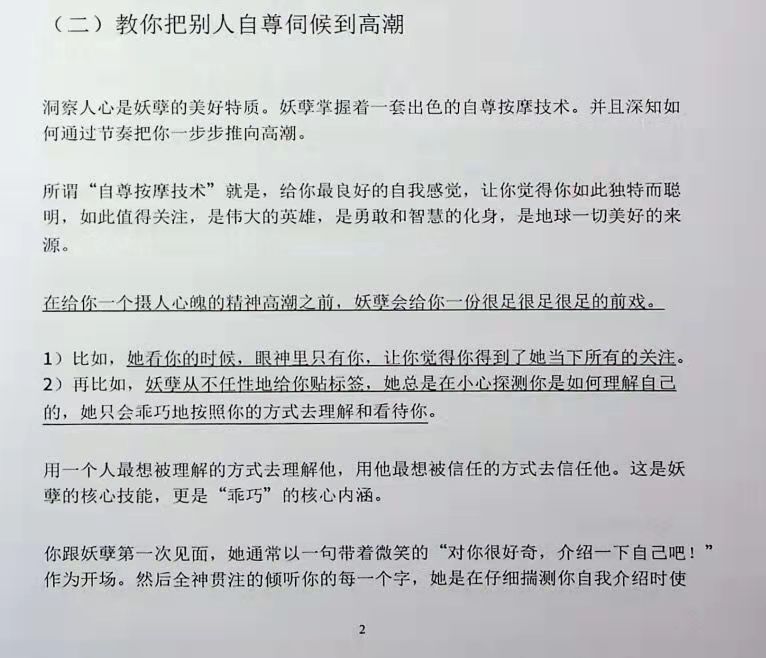 （二）教你把别人自尊伺候到高潮
洞察人心是妖孽的美好特质。妖孽掌握着一套出色的自尊按摩技术。并且深知如
何通过节奏把你一步步推向高潮。
所谓“自尊按摩技术”就是，给你最良好的自我感觉，让你觉得你如此独特而聪
明，如此值得关注，是伟大的英雄，是勇敢和智慧的化身，是地球一切美好的来
源。
在给你一个摄人心魄的精神高潮之前，妖孽会给你一份很足很足很足的前戏。
1）比如，她看你的时候，眼神里只有你，让你觉得你得到了她当下所有的关注。
2）再比如，妖孽从不任性地给你贴标签，她总是在小心探测你是如何理解自己
的，她只会乖巧地按照你的方式去理解和看待你。
用一个人最想被理解的方式去理解他，用他最想被信任的方式去信任他。这是妖
孽的核心技能，更是“乖巧”的核心内涵。
你跟妖孽第一次见面，她通常以一句带着微笑的“对你很好奇，介绍一下自己吧！”
作为开场。然后全神贯注的倾听你的每一个字，她是在仔细揣测你自我介绍时使
2